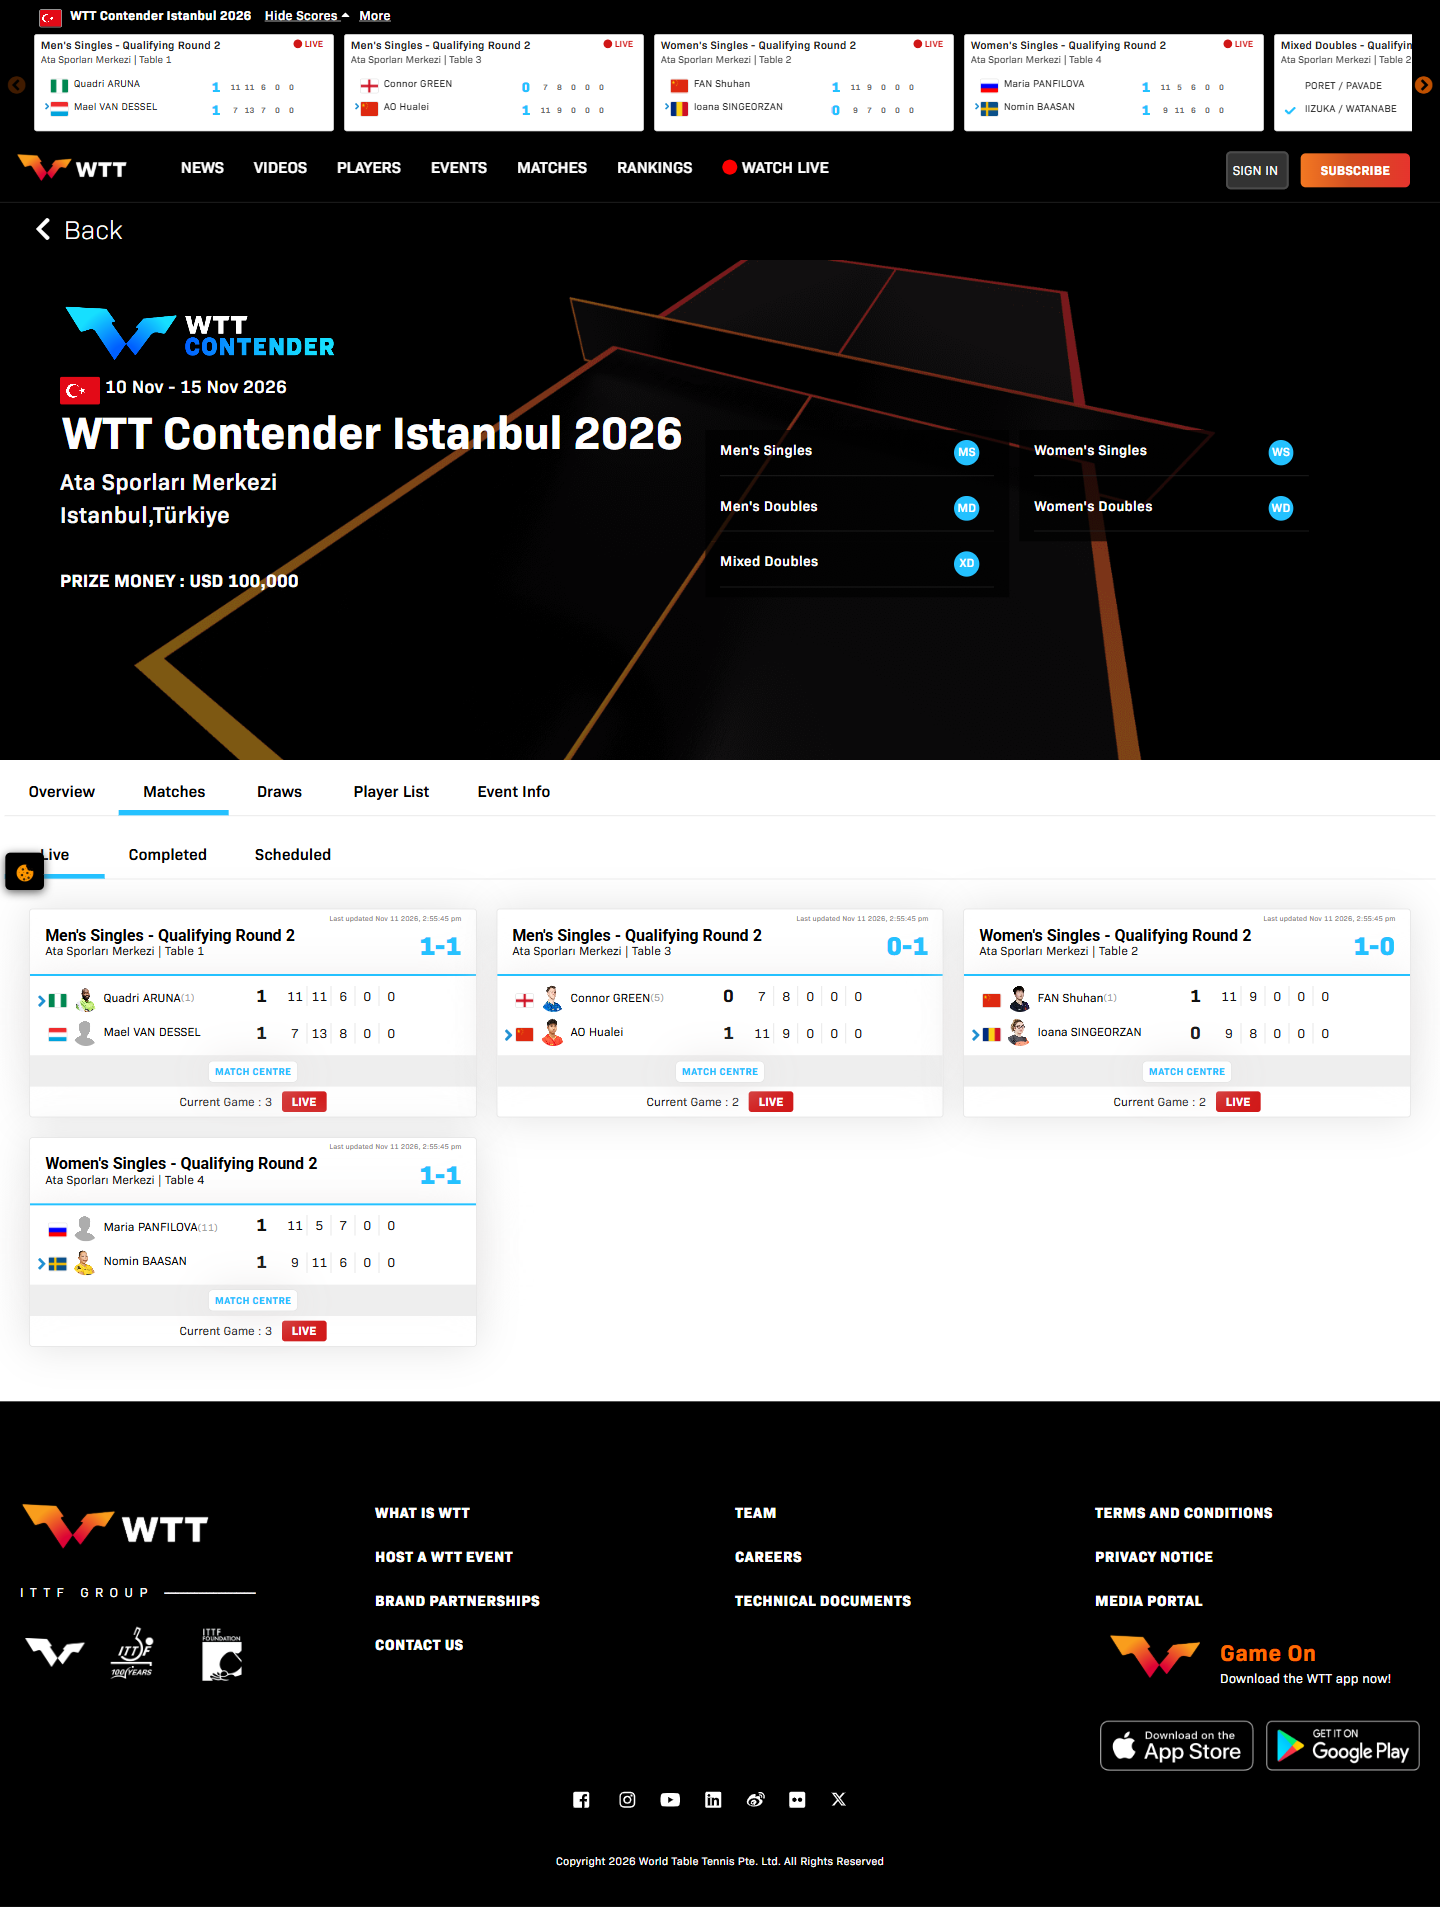 WTT Contender Istanbul 2026 Hide Scores More
Men's Singles - Qualifying Round 2 LIVE
Ata Sporları Merkezi | Table 1
Quadri ARUNA 1 11 11 6 0 0
Mael VAN DESSEL 1 7 13 7 0 0
Men's Singles - Qualifying Round 2 LIVE
Ata Sporları Merkezi | Table 3
Connor GREEN 0 7 8 0 0 0
AO Hualei 1 11 9 0 0 0
Women's Singles - Qualifying Round 2 LIVE
Ata Sporları Merkezi | Table 2
FAN Shuhan 1 11 9 0 0 0
Ioana SINGEORZAN 0 9 7 0 0 0
Women's Singles - Qualifying Round 2 LIVE
Ata Sporları Merkezi | Table 4
Maria PANFILOVA 1 11 5 6 0 0
Nomin BAASAN 1 9 11 6 0 0
Mixed Doubles - Qualifyin
Ata Sporları Merkezi | Table 2
PORET / PAVADE
IIZUKA / WATANABE
WTT NEWS VIDEOS PLAYERS EVENTS MATCHES RANKINGS WATCH LIVE SIGN IN SUBSCRIBE
Back
WTT
CONTENDER
10 Nov - 15 Nov 2026
WTT Contender Istanbul 2026
Ata Sporları Merkezi
Istanbul,Türkiye
PRIZE MONEY : USD 100,000
Men's Singles MS
Women's Singles WS
Men's Doubles MD
Women's Doubles WD
Mixed Doubles XD
Overview Matches Draws Player List Event Info
Live Completed Scheduled
Last updated Nov 11 2026, 2:55:45 pm
Men's Singles - Qualifying Round 2 1-1
Ata Sporları Merkezi | Table 1
Quadri ARUNA(1) 1 11 11 6 0 0
Mael VAN DESSEL 1 7 13 8 0 0
MATCH CENTRE
Current Game : 3 LIVE
Last updated Nov 11 2026, 2:55:45 pm
Men's Singles - Qualifying Round 2 0-1
Ata Sporları Merkezi | Table 3
Connor GREEN(5) 0 7 8 0 0 0
AO Hualei 1 11 9 0 0 0
MATCH CENTRE
Current Game : 2 LIVE
Last updated Nov 11 2026, 2:55:45 pm
Women's Singles - Qualifying Round 2 1-0
Ata Sporları Merkezi | Table 2
FAN Shuhan(1) 1 11 9 0 0 0
Ioana SINGEORZAN 0 9 8 0 0 0
MATCH CENTRE
Current Game : 2 LIVE
Last updated Nov 11 2026, 2:55:45 pm
Women's Singles - Qualifying Round 2 1-1
Ata Sporları Merkezi | Table 4
Maria PANFILOVA(11) 1 11 5 7 0 0
Nomin BAASAN 1 9 11 6 0 0
MATCH CENTRE
Current Game : 3 LIVE
WTT
ITTF GROUP
ITTF
100 YEARS
ITTF
FOUNDATION
WHAT IS WTT
HOST A WTT EVENT
BRAND PARTNERSHIPS
CONTACT US
TEAM
CAREERS
TECHNICAL DOCUMENTS
TERMS AND CONDITIONS
PRIVACY NOTICE
MEDIA PORTAL
Game On
Download the WTT app now!
Download on the
App Store
GET IT ON
Google Play
Copyright 2026 World Table Tennis Pte. Ltd. All Rights Reserved